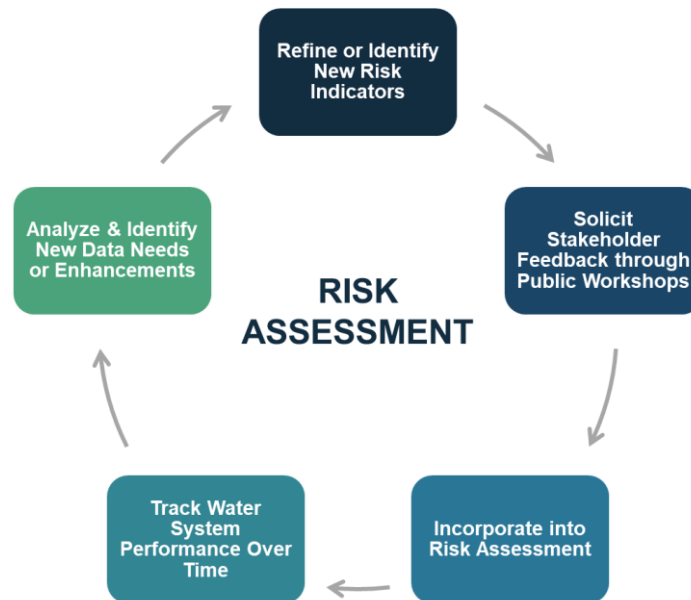 Refine or Identify
New Risk
Indicators
Solicit
Stakeholder
Feedback through
Public Workshops
Analyze & Identify
New Data Needs
or Enhancements
RISK
ASSESSMENT
Track Water
System
Performance Over
Time
Incorporate into
Risk Assessment